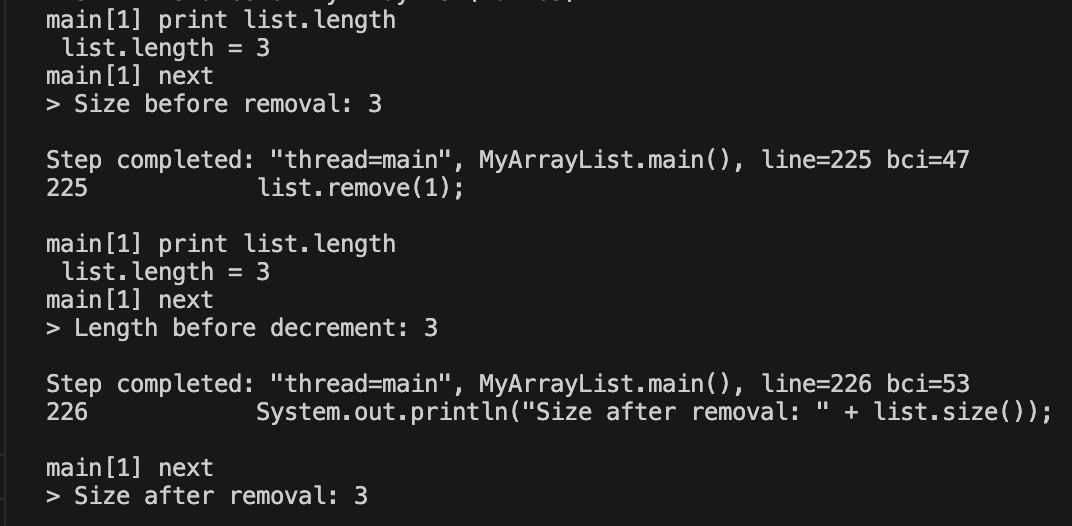 main[1] print list.length
 list.length = 3
main[1] next
> Size before removal: 3
Step completed: "thread=main", MyArrayList.main(), line=225 bci=47
225            list.remove(1);
main[1] print list.length
 list.length = 3
main[1] next
> Length before decrement: 3
Step completed: "thread=main", MyArrayList.main(), line=226 bci=53
226            System.out.println("Size after removal: " + list.size());
main[1] next
> Size after removal: 3